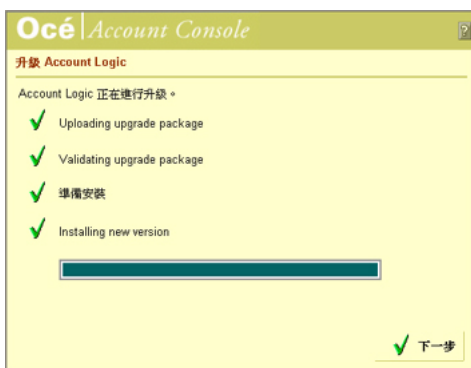 Océ Account Console
?
升級 Account Logic
Account Logic 正在進行升級。
Uploading upgrade package
Validating upgrade package
準備安裝
Installing new version
下一步